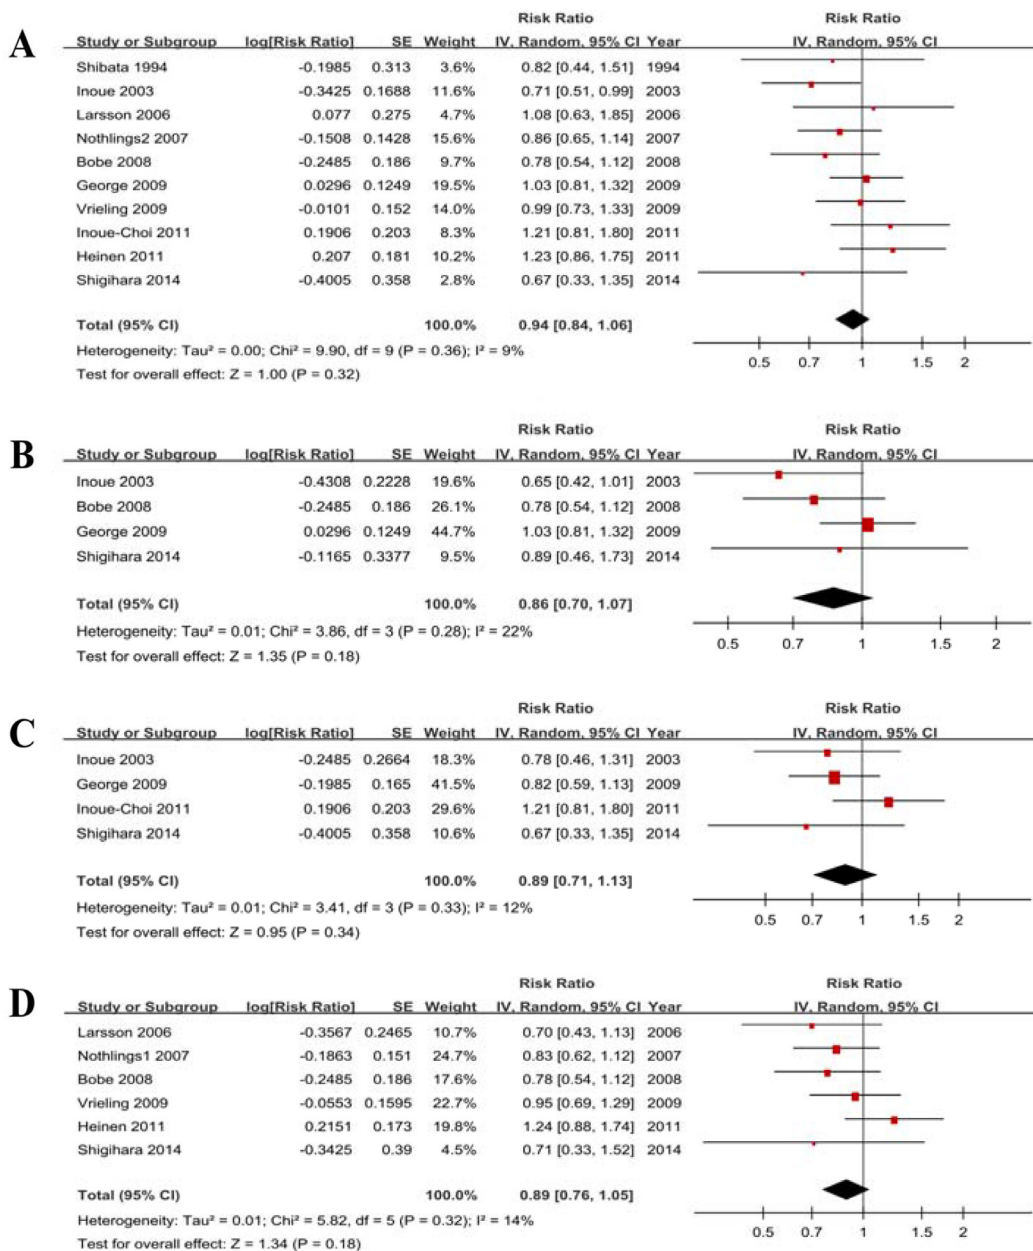 A
Risk Ratio Risk Ratio
Study or Subgroup log[Risk Ratio] SE Weight IV, Random, 95% CI Year IV, Random, 95% CI
Shibata 1994 -0.1985 0.313 3.6% 0.82 [0.44, 1.51] 1994
Inoue 2003 -0.3425 0.1688 11.6% 0.71 [0.51, 0.99] 2003
Larsson 2006 0.077 0.275 4.7% 1.08 [0.63, 1.85] 2006
Nothlings2 2007 -0.1508 0.1428 15.6% 0.86 [0.65, 1.14] 2007
Bobe 2008 -0.2485 0.186 9.7% 0.78 [0.54, 1.12] 2008
George 2009 0.0296 0.1249 19.5% 1.03 [0.81, 1.32] 2009
Vrieling 2009 -0.0101 0.152 14.0% 0.99 [0.73, 1.33] 2009
Inoue-Choi 2011 0.1906 0.203 8.3% 1.21 [0.81, 1.80] 2011
Heinen 2011 0.207 0.181 10.2% 1.23 [0.86, 1.75] 2011
Shigihara 2014 -0.4005 0.358 2.8% 0.67 [0.33, 1.35] 2014
Total (95% CI) 100.0% 0.94 [0.84, 1.06]
Heterogeneity: Tau² = 0.00; Chi² = 9.90, df = 9 (P = 0.36); I² = 9%
Test for overall effect: Z = 1.00 (P = 0.32)
0.5 0.7 1 1.5 2
B
Risk Ratio Risk Ratio
Study or Subgroup log[Risk Ratio] SE Weight IV, Random, 95% CI Year IV, Random, 95% CI
Inoue 2003 -0.4308 0.2228 19.6% 0.65 [0.42, 1.01] 2003
Bobe 2008 -0.2485 0.186 26.1% 0.78 [0.54, 1.12] 2008
George 2009 0.0296 0.1249 44.7% 1.03 [0.81, 1.32] 2009
Shigihara 2014 -0.1165 0.3377 9.5% 0.89 [0.46, 1.73] 2014
Total (95% CI) 100.0% 0.86 [0.70, 1.07]
Heterogeneity: Tau² = 0.01; Chi² = 3.86, df = 3 (P = 0.28); I² = 22%
Test for overall effect: Z = 1.35 (P = 0.18)
0.5 0.7 1 1.5 2
C
Risk Ratio Risk Ratio
Study or Subgroup log[Risk Ratio] SE Weight IV, Random, 95% CI Year IV, Random, 95% CI
Inoue 2003 -0.2485 0.2664 18.3% 0.78 [0.46, 1.31] 2003
George 2009 -0.1985 0.165 41.5% 0.82 [0.59, 1.13] 2009
Inoue-Choi 2011 0.1906 0.203 29.6% 1.21 [0.81, 1.80] 2011
Shigihara 2014 -0.4005 0.358 10.6% 0.67 [0.33, 1.35] 2014
Total (95% CI) 100.0% 0.89 [0.71, 1.13]
Heterogeneity: Tau² = 0.01; Chi² = 3.41, df = 3 (P = 0.33); I² = 12%
Test for overall effect: Z = 0.95 (P = 0.34)
0.5 0.7 1 1.5 2
D
Risk Ratio Risk Ratio
Study or Subgroup log[Risk Ratio] SE Weight IV, Random, 95% CI Year IV, Random, 95% CI
Larsson 2006 -0.3567 0.2465 10.7% 0.70 [0.43, 1.13] 2006
Nothlings1 2007 -0.1863 0.151 24.7% 0.83 [0.62, 1.12] 2007
Bobe 2008 -0.2485 0.186 17.6% 0.78 [0.54, 1.12] 2008
Vrieling 2009 -0.0553 0.1595 22.7% 0.95 [0.69, 1.29] 2009
Heinen 2011 0.2151 0.173 19.8% 1.24 [0.88, 1.74] 2011
Shigihara 2014 -0.3425 0.39 4.5% 0.71 [0.33, 1.52] 2014
Total (95% CI) 100.0% 0.89 [0.76, 1.05]
Heterogeneity: Tau² = 0.01; Chi² = 5.82, df = 5 (P = 0.32); I² = 14%
Test for overall effect: Z = 1.34 (P = 0.18)
0.5 0.7 1 1.5 2